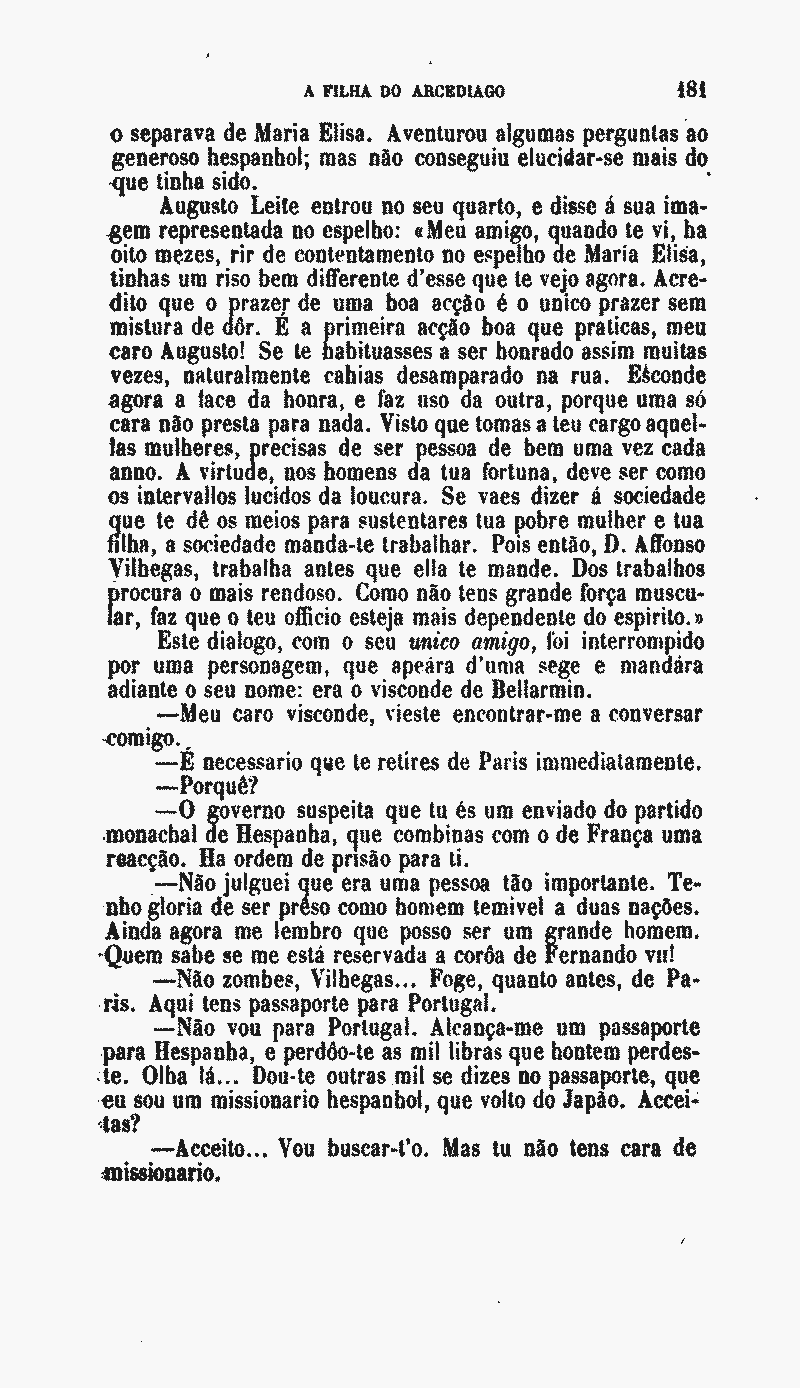 A FILHA DO ARCEDIAGO 181
o separava de Maria Elisa. Aventurou algumas perguntas ao
generoso hespanhol; mas não conseguiu elucidar-se mais do
que tinha sido.
Augusto Leite entrou no seu quarto, e disse á sua ima-
gem representada no espelho: «Meu amigo, quando te vi, ha
oito mezes, rir de contentamento no espelho de Maria Elisa,
tinhas um riso bem differente d'esse que te vejo agora. Acre-
dito que o prazer de uma boa acção é o unico prazer sem
mistura de dôr. É a primeira acção boa que praticas, meu
caro Augusto! Se te habituasses a ser honrado assim muitas
vezes, naturalmente cahias desamparado na rua. Esconde
agora a face da honra, e faz uso da outra, porque uma só
cara não presta para nada. Visto que tomas a teu cargo aquel-
las mulheres, precisas de ser pessoa de bem uma vez cada
anno. A virtude, nos homens da tua fortuna, deve ser como
os intervallos lucidos da loucura. Se vaes dizer á sociedade
que te dê os meios para sustentares tua pobre mulher e tua
filha, a sociedade manda-te trabalhar. Pois então, D. Affonso
Vilhegas, trabalha antes que ella te mande. Dos trabalhos
procura o mais rendoso. Como não tens grande força muscu-
lar, faz que o teu officio esteja mais dependente do espirito.»
Este dialogo, com o seu unico amigo, foi interrompido
por uma personagem, que apeára d'uma sege e mandára
adiante o seu nome: era o visconde de Bellarmin.
—Meu caro visconde, vieste encontrar-me a conversar
comigo.
—É necessario que te retires de Paris immediatamente.
—Porquê?
—O governo suspeita que tu és um enviado do partido
monachal de Hespanha, que combinas com o de França uma
reacção. Ha ordem de prisão para ti.
—Não julguei que era uma pessoa tão importante. Te-
nho gloria de ser prêso como homem temivel a duas nações.
Ainda agora me lembro que posso ser um grande homem.
Quem sabe se me está reservada a corôa de Fernando VII!
—Não zombes, Vilhegas... Foge, quanto antes, de Pa-
ris. Aqui tens passaporte para Portugal.
—Não vou para Portugal. Alcança-me um passaporte
para Hespanha, e perdôo-te as mil libras que hontem perdes-
te. Olha lá... Dou-te outras mil se dizes no passaporte, que
eu sou um missionario hespanhol, que volto do Japão. Accei-
tas?
—Acceito... Vou buscar-t'o. Mas tu não tens cara de
missionario.